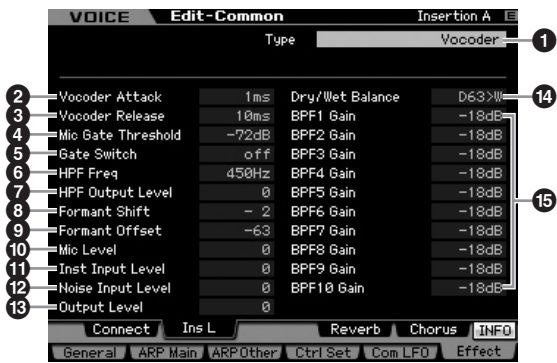 VOICE Edit-Common Insertion A E
Type Vocoder 1
2 Vocoder Attack 1ms Dry/Wet Balance D63>W 14
3 Vocoder Release 10ms BPF1 Gain -18dB
4 Mic Gate Threshold -72dB BPF2 Gain -18dB
5 Gate Switch off BPF3 Gain -18dB
6 HPF Freq 450Hz BPF4 Gain -18dB
7 HPF Output Level 0 BPF5 Gain -18dB 15
8 Formant Shift - 2 BPF6 Gain -18dB
9 Formant Offset -63 BPF7 Gain -18dB
10 Mic Level 0 BPF8 Gain -18dB
11 Inst Input Level 0 BPF9 Gain -18dB
12 Noise Input Level 0 BPF10 Gain -18dB
13 Output Level 0
Connect Ins L Reverb Chorus INFO
General ARP Main ARP Other Ctrl Set Com LFO Effect